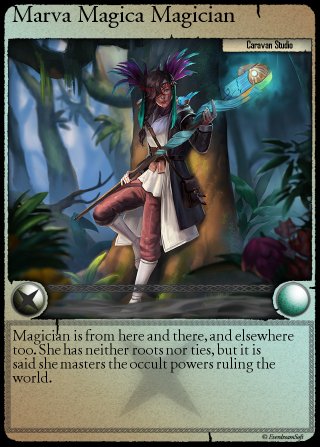 Marva Magica Magician
Caravan Studio
Magician is from here and there, and elsewhere
too. She has neither roots nor ties, but it is
said she masters the occult powers ruling the
world.
© EverdreamSoft